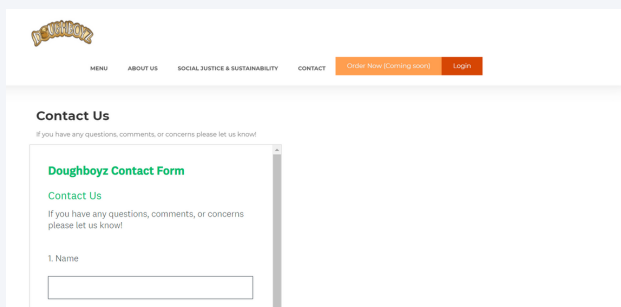 DOUGHBOYZ
MENU ABOUT US SOCIAL JUSTICE & SUSTAINABILITY CONTACT Order Now (Coming soon) Login
Contact Us
If you have any questions, comments, or concerns please let us know!
Doughboyz Contact Form
Contact Us
If you have any questions, comments, or concerns
please let us know!
1. Name